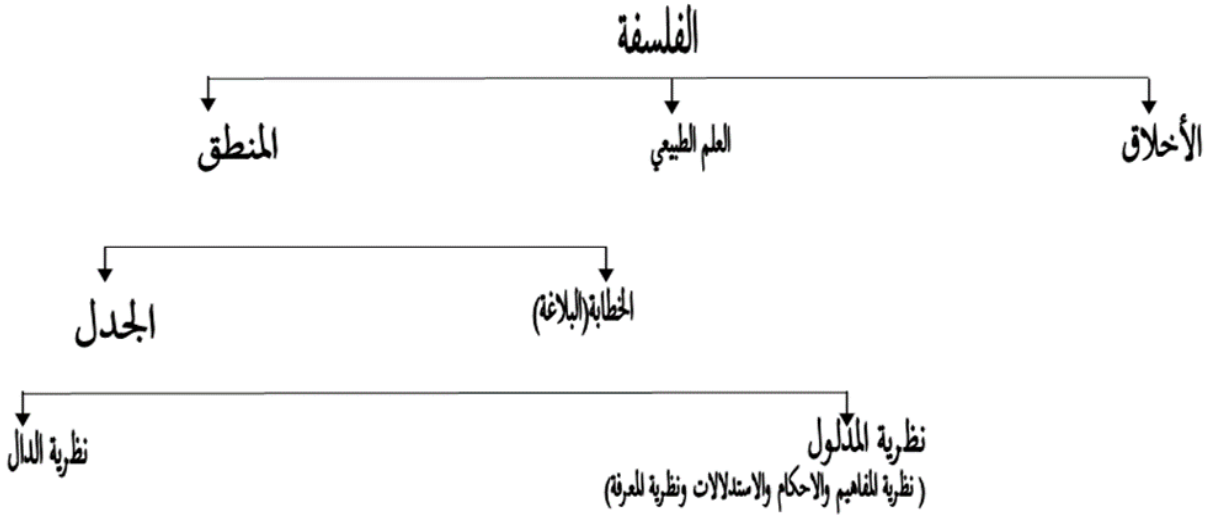 الفلسفة
الأخلاق
العلم الطبيعي
المنطق
الخطابة(البلاغة)
الجدل
نظرية المدلول
( نظرية المفاهيم والاحكام والاستدلالات ونظرية المعرفة)
نظرية الدال